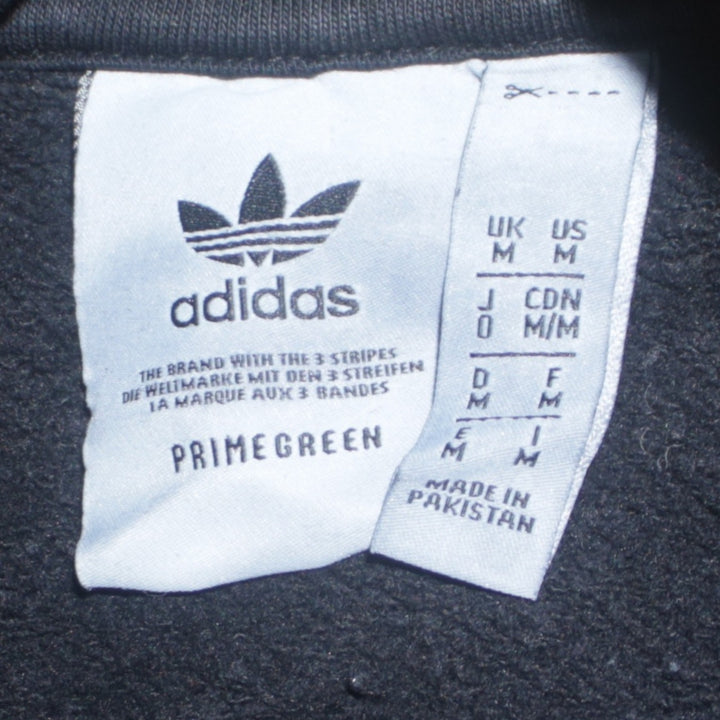 adidas
THE BRAND WITH THE 3 STRIPES
DIE WELTMARKE MIT DEN 3 STREIFEN
LA MARQUE AUX 3 BANDES
PRIMEGREEN
UK US
M M
J CDN
O M/M
D F
M M
E I
M M
MADE IN
PAKISTAN